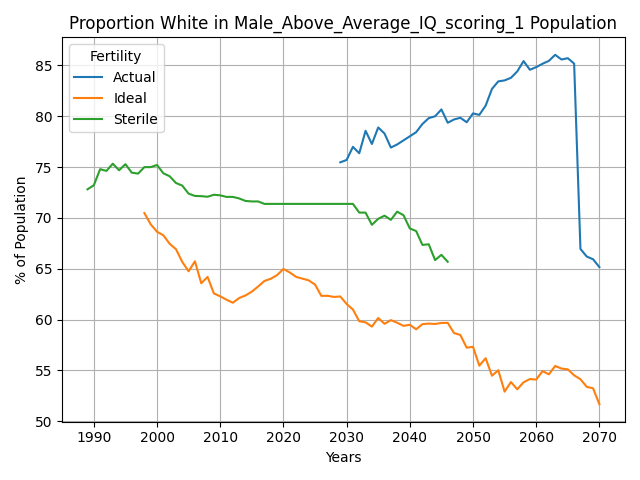 Proportion White in Male_Above_Average_IQ_scoring_1 Population
Fertility
Actual
Ideal
Sterile
% of Population
85
80
75
70
65
60
55
50
1990 2000 2010 2020 2030 2040 2050 2060 2070
Years